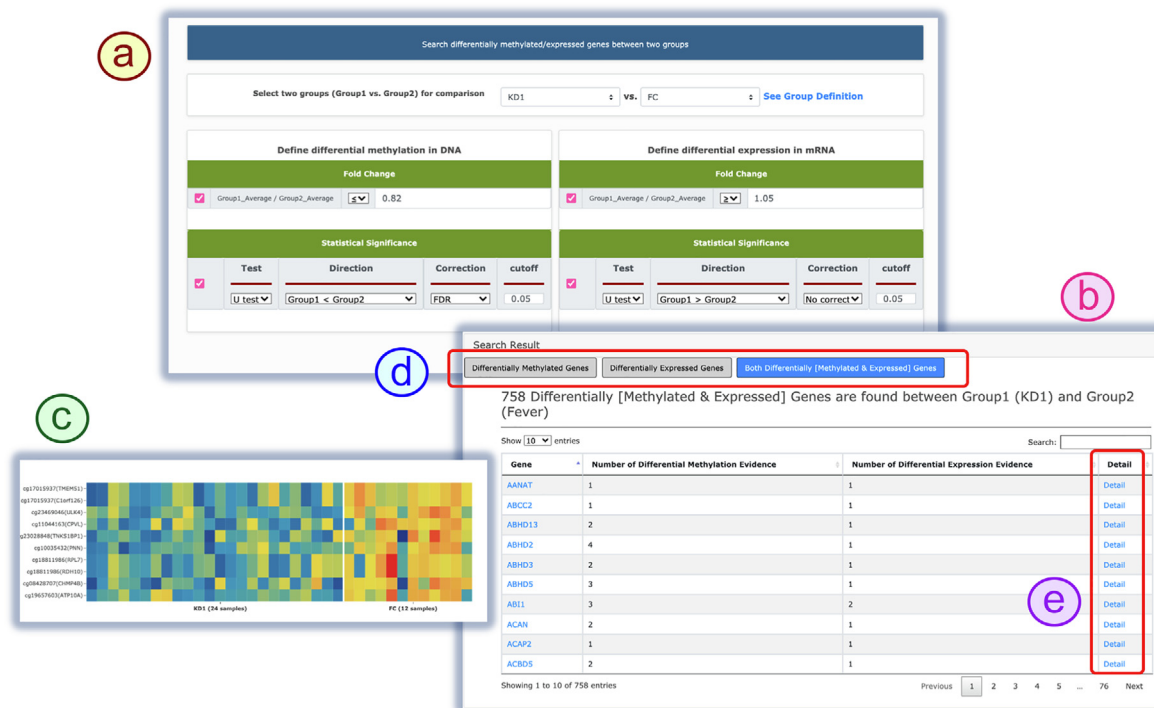 a
Search differentially methylated/expressed genes between two groups
Select two groups (Group1 vs. Group2) for comparison KD1 vs. FC See Group Definition
Define differential methylation in DNA
Fold Change
Group1_Average / Group2_Average ≤ 0.82
Statistical Significance
Test Direction Correction cutoff
U test Group1 < Group2 FDR 0.05
Define differential expression in mRNA
Fold Change
Group1_Average / Group2_Average ≥ 1.05
Statistical Significance
Test Direction Correction cutoff
U test Group1 > Group2 No correct 0.05
b
Search Result
d
Differentially Methylated Genes Differentially Expressed Genes Both Differentially [Methylated & Expressed] Genes
758 Differentially [Methylated & Expressed] Genes are found between Group1 (KD1) and Group2
(Fever)
Show 10 entries Search:
Gene Number of Differential Methylation Evidence Number of Differential Expression Evidence Detail
AANAT 1 1 Detail
ABCC2 1 1 Detail
ABHD13 2 1 Detail
ABHD2 4 1 Detail
ABHD3 2 1 Detail
ABHD5 3 1 Detail
ABI1 3 2 Detail
ACAN 2 1 Detail
ACAP2 1 1 Detail
ACBD5 2 1 Detail
e
Showing 1 to 10 of 758 entries Previous 1 2 3 4 5 … 76 Next
c
cg17015937(TMEM51)
cg17015937(C1orf126)
cg23469046(ULK4)
cg11044163(CPVL)
g23028848(TNKS1BP1)
cg10035432(PNN)
cg18811986(RPL7)
cg18811986(RDH10)
cg08428707(CHMP4B)
cg19657603(ATP10A)
KD1 (24 samples) FC (12 samples)